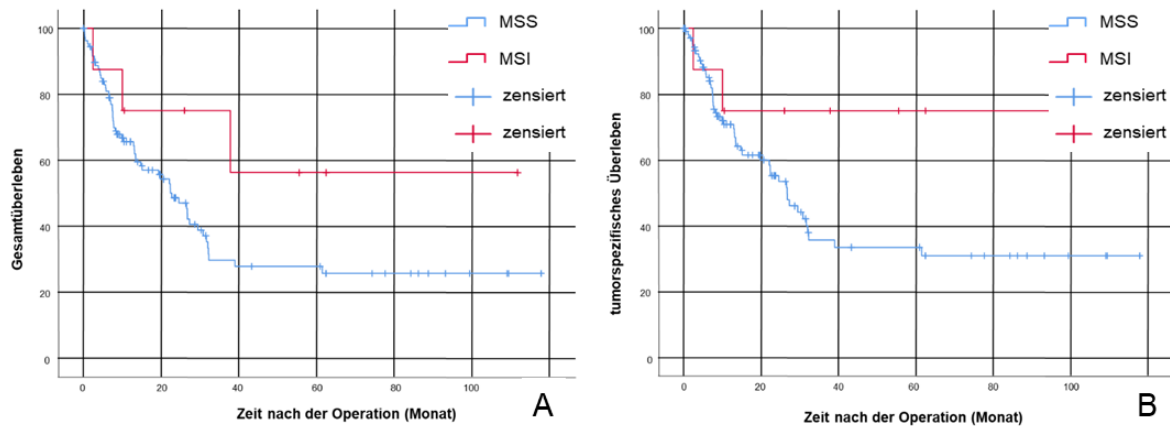 MSS
MSI
zensiert
zensiert
Gesamtüberleben
100
80
60
40
20
0
0 20 40 60 80 100
Zeit nach der Operation (Monat)
A
MSS
MSI
zensiert
zensiert
tumorspezifisches Überleben
100
80
60
40
20
0
0 20 40 60 80 100
Zeit nach der Operation (Monat)
B